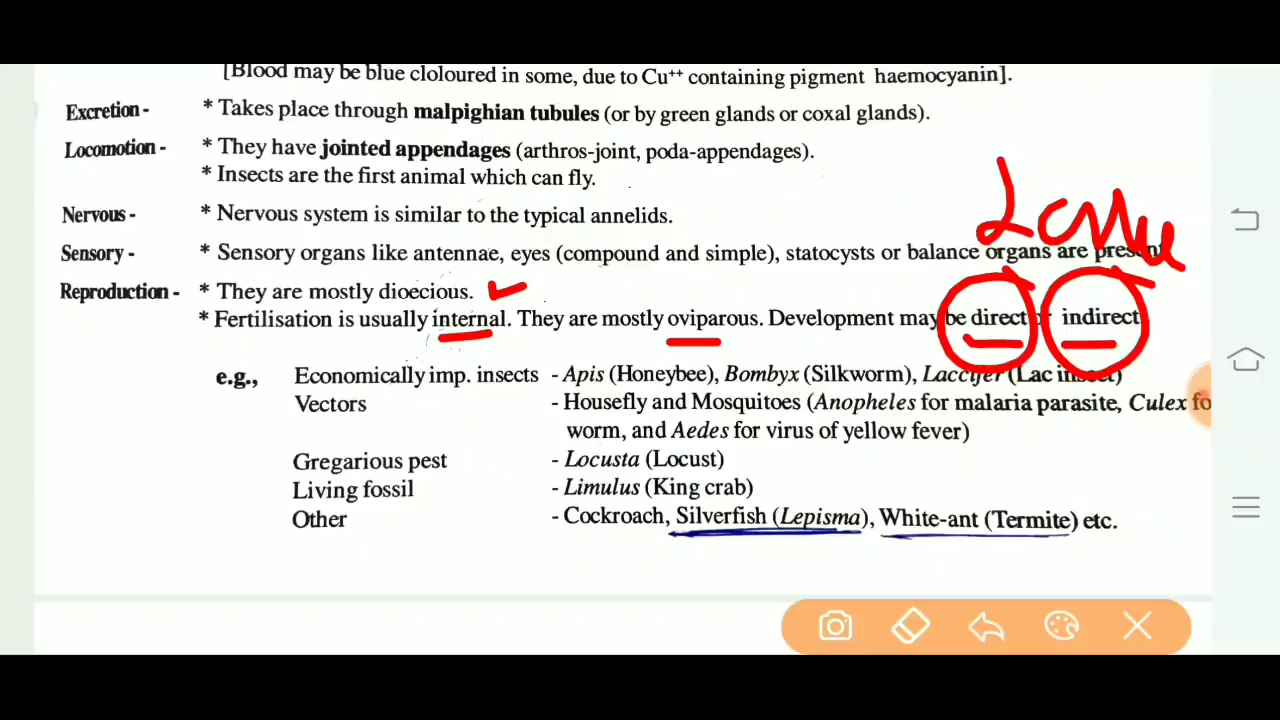 [Blood may be blue cloloured in some, due to Cu⁺⁺ containing pigment haemocyanin].
Excretion - * Takes place through malpighian tubules (or by green glands or coxal glands).
Locomotion - * They have jointed appendages (arthros-joint, poda-appendages).
* Insects are the first animal which can fly.
Nervous - * Nervous system is similar to the typical annelids.
Sensory - * Sensory organs like antennae, eyes (compound and simple), statocysts or balance organs are present
Reproduction - * They are mostly dioecious.
* Fertilisation is usually internal. They are mostly oviparous. Development may be direct or indirect
e.g., Economically imp. insects - Apis (Honeybee), Bombyx (Silkworm), Laccifer (Lac insect)
Vectors - Housefly and Mosquitoes (Anopheles for malaria parasite, Culex fo
worm, and Aedes for virus of yellow fever)
Gregarious pest - Locusta (Locust)
Living fossil - Limulus (King crab)
Other - Cockroach, Silverfish (Lepisma), White-ant (Termite) etc.